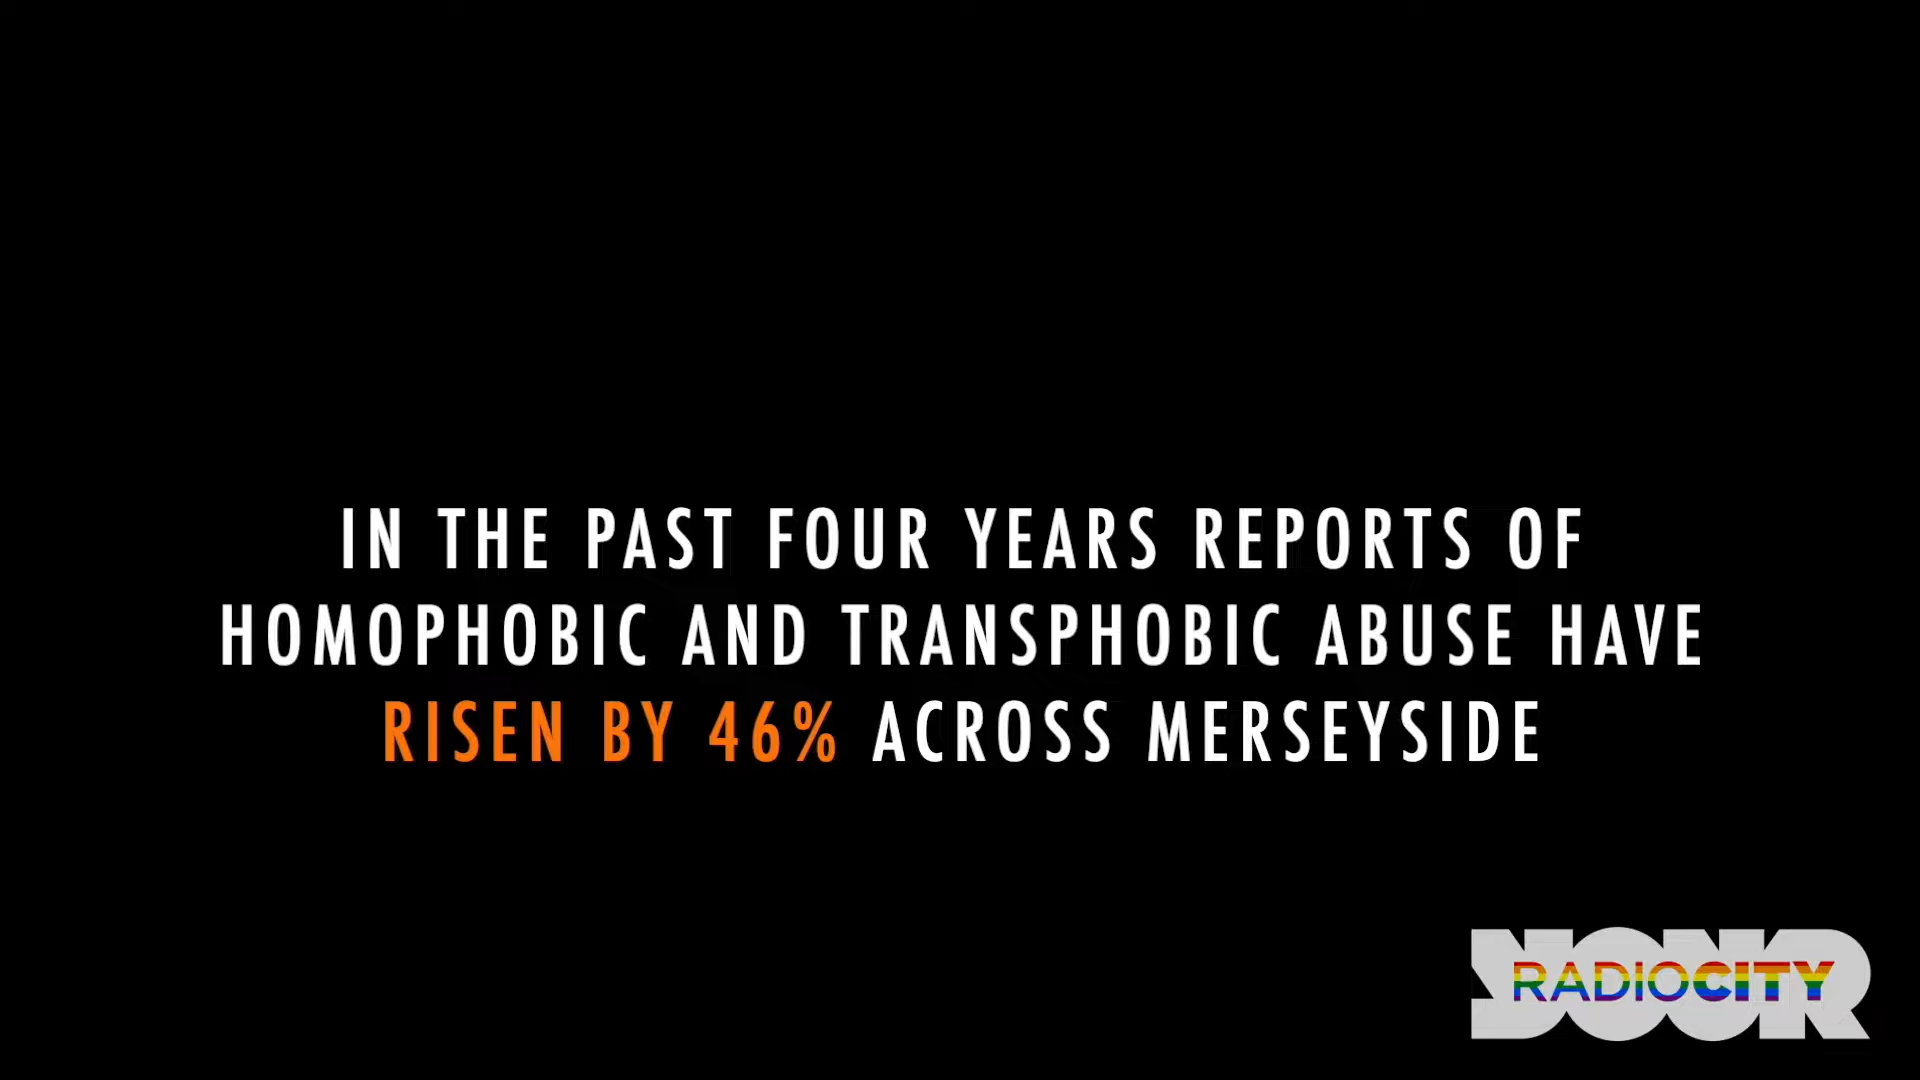 IN THE PAST FOUR YEARS REPORTS OF
HOMOPHOBIC AND TRANSPHOBIC ABUSE HAVE
RISEN BY 46% ACROSS MERSEYSIDE
YOUR
RADIOCITY